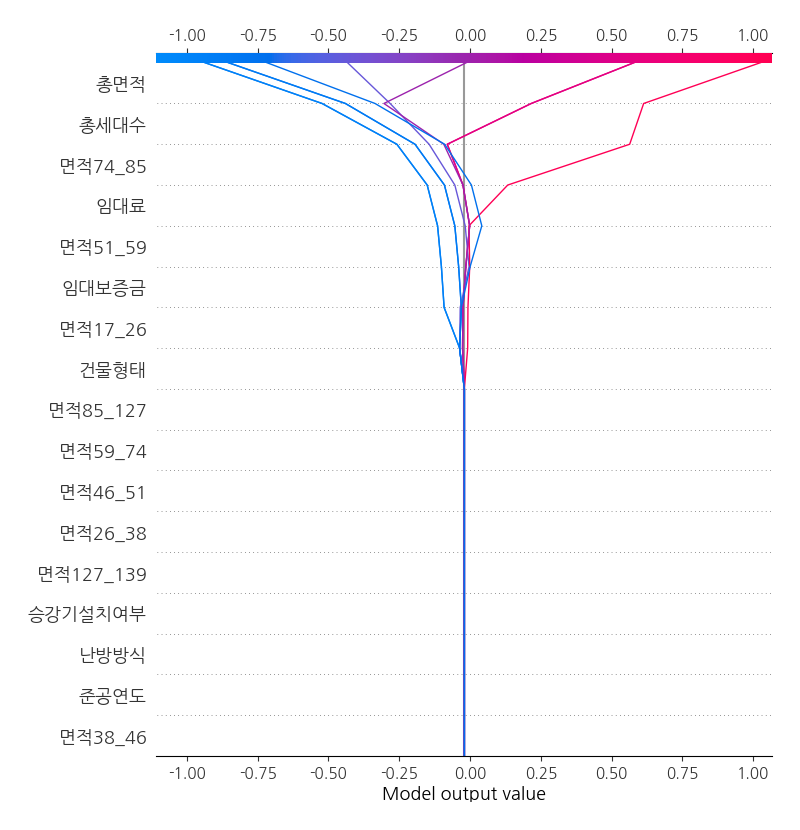 -1.00 -0.75 -0.50 -0.25 0.00 0.25 0.50 0.75 1.00
총면적
총세대수
면적74_85
임대료
면적51_59
임대보증금
면적17_26
건물형태
면적85_127
면적59_74
면적46_51
면적26_38
면적127_139
승강기설치여부
난방방식
준공연도
면적38_46
-1.00 -0.75 -0.50 -0.25 0.00 0.25 0.50 0.75 1.00
Model output value